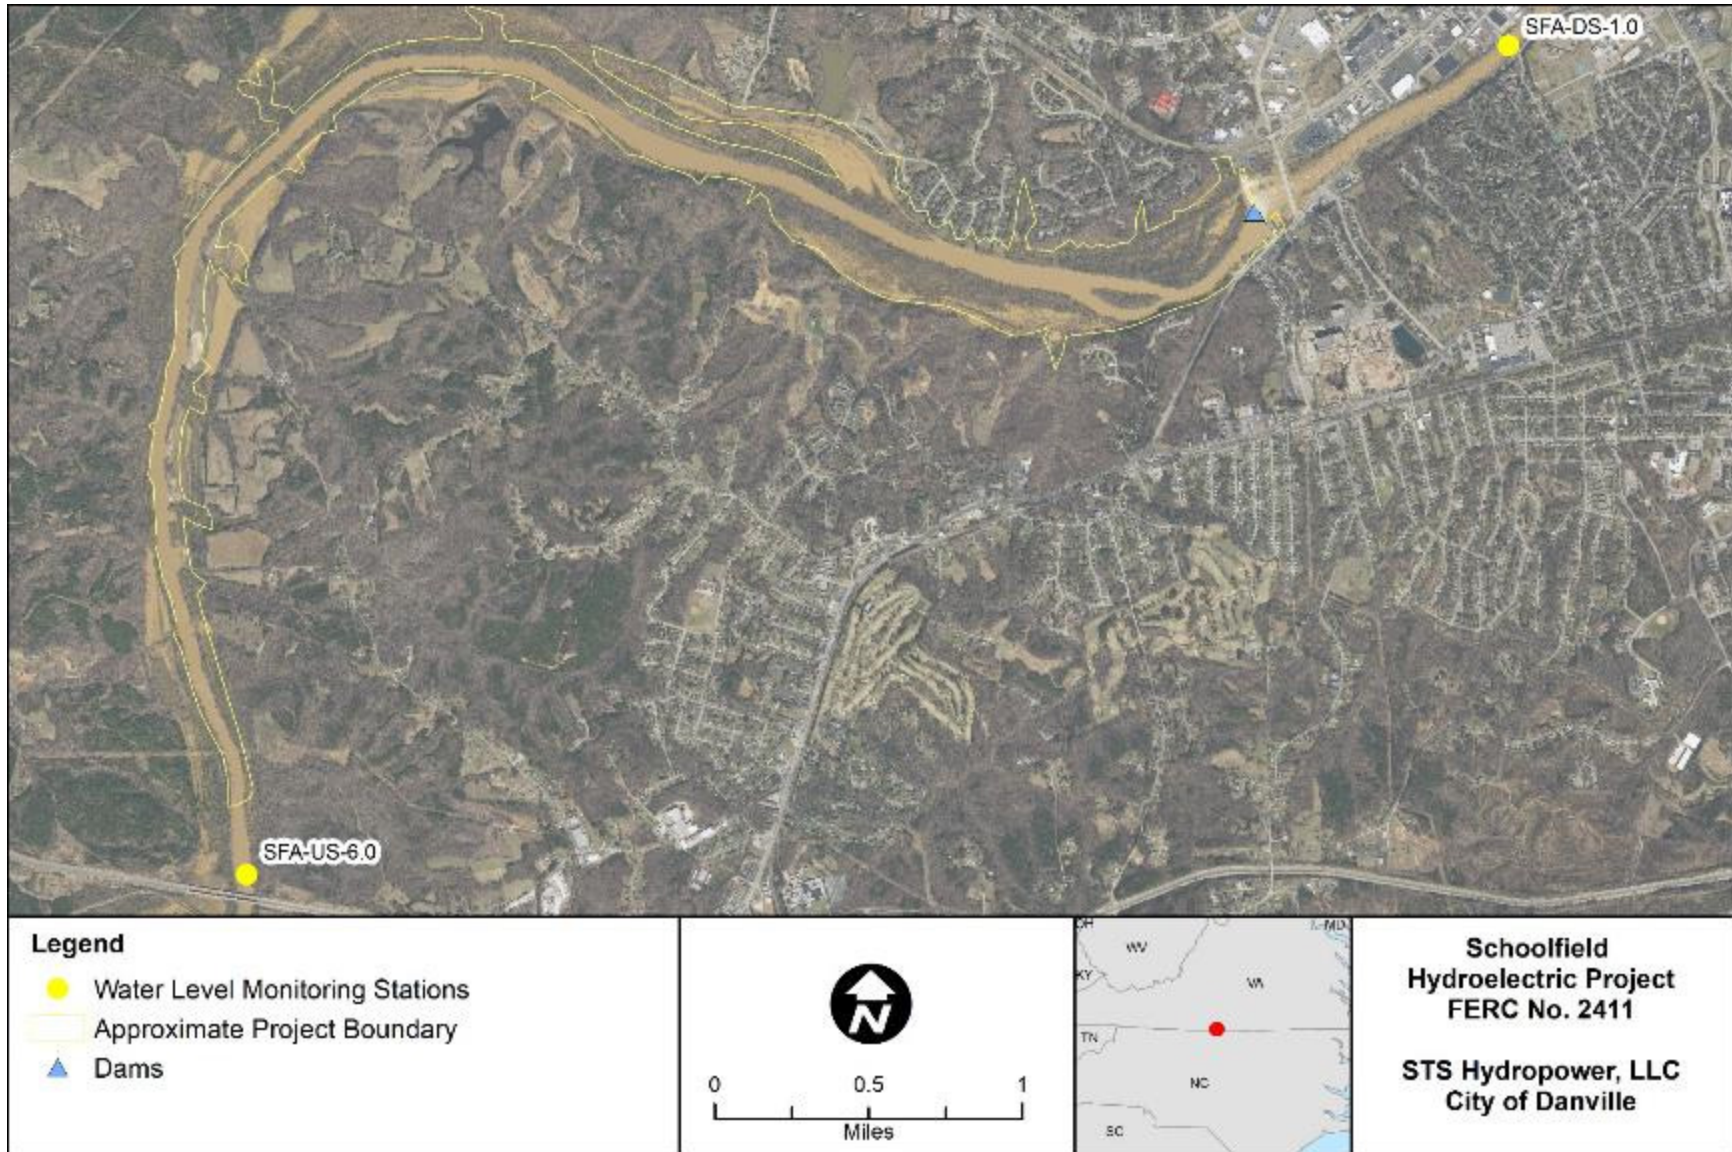 SFA-DS-1.0
SFA-US-6.0
Legend
Water Level Monitoring Stations
Approximate Project Boundary
Dams
N
0 0.5 1
Miles
OH
WV
MD
KY
VA
TN
NC
SC
Schoolfield
Hydroelectric Project
FERC No. 2411
STS Hydropower, LLC
City of Danville